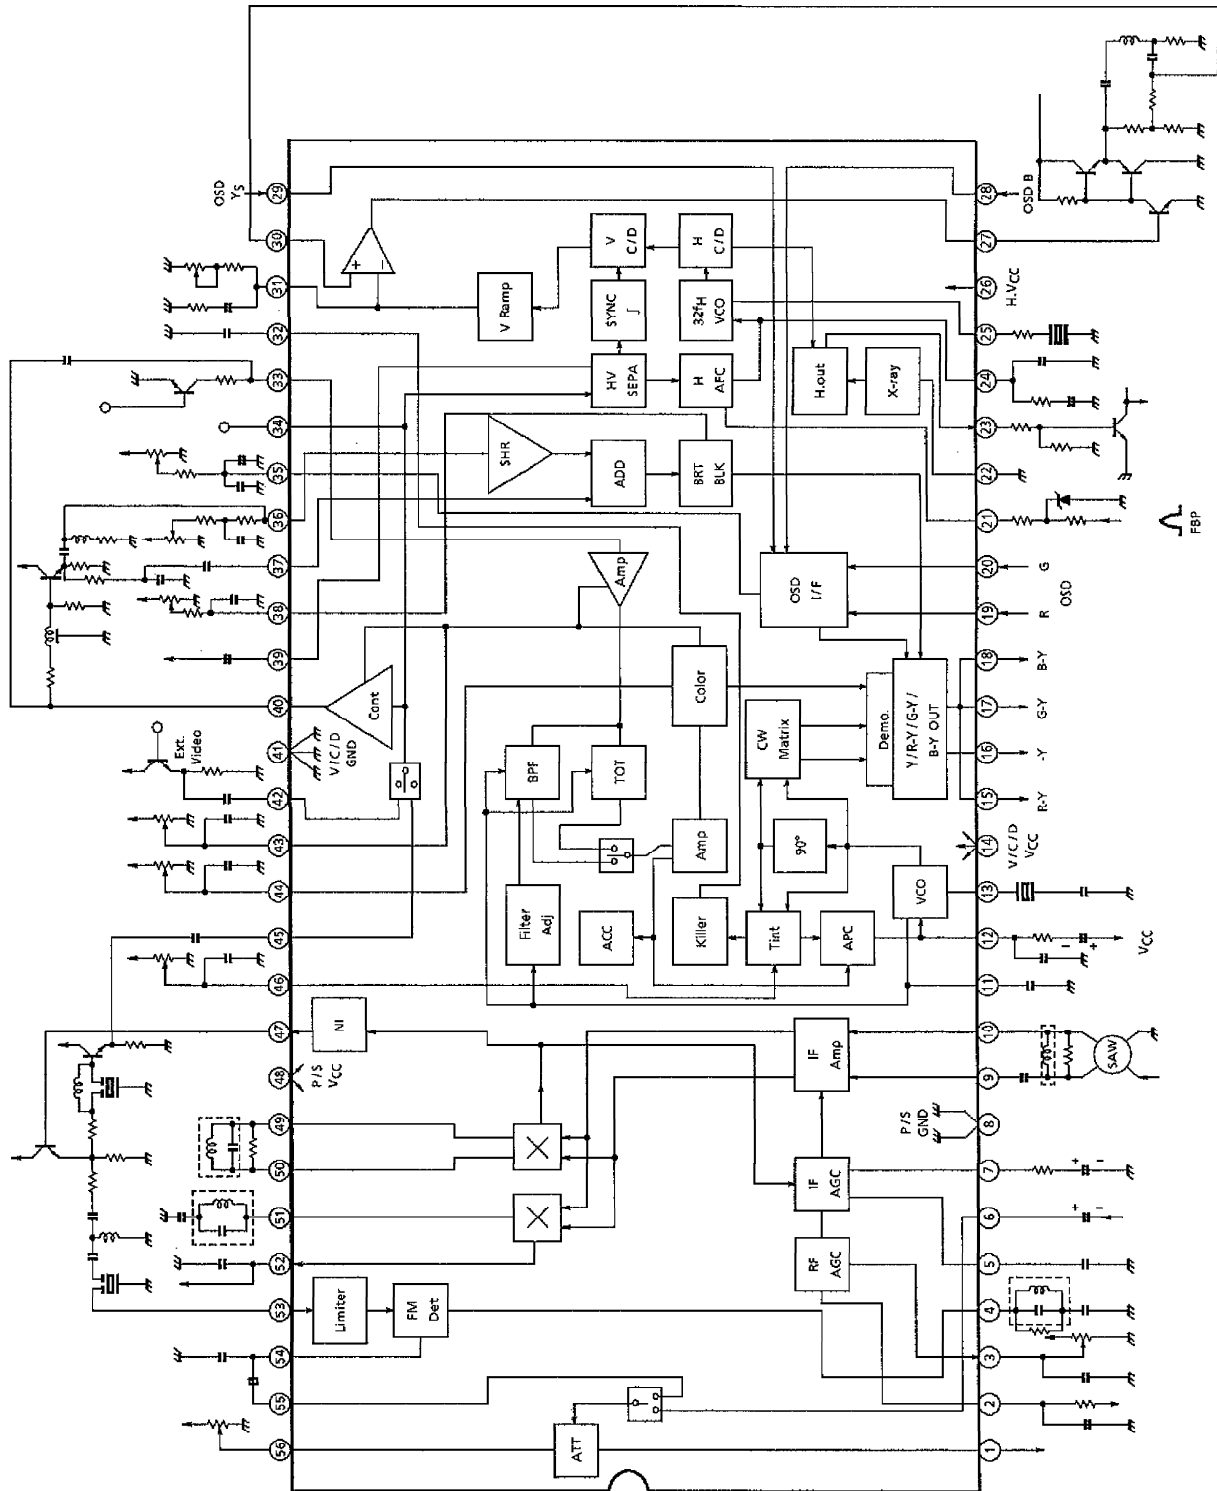 OSD
YS
29
30
31
32
33
34
35
36
37
38
39
40
41
42
43
44
45
46
47
48
49
50
51
52
53
54
55
56
V/C/D
GND
Ext.
Video
P/S
VCC
+
-
V Ramp
V
C/D
H
C/D
SYNC
∫
32fH
VCO
HV
SEPA
H
AFC
H.out
X-ray
SHR
ADD
BRT
BLK
Amp
OSD
I/F
Cont
BPF
TOT
Color
CW
Matrix
Demo.
Y/R-Y/G-Y/
B-Y OUT
Filter
Adj
ACC
Amp
Killer
90°
Tint
APC
VCO
NI
IF
Amp
IF
AGC
RF
AGC
Limiter
FM
Det
ATT
28
OSD B
27
26
H.VCC
25
24
23
22
21
FBP
20
G
19
R
OSD
18
B-Y
17
G-Y
16
-Y
15
R-Y
14
V/C/D
VCC
13
12
-
+
VCC
11
10
9
SAW
8
P/S
GND
7
+
-
6
+
-
5
4
3
2
1